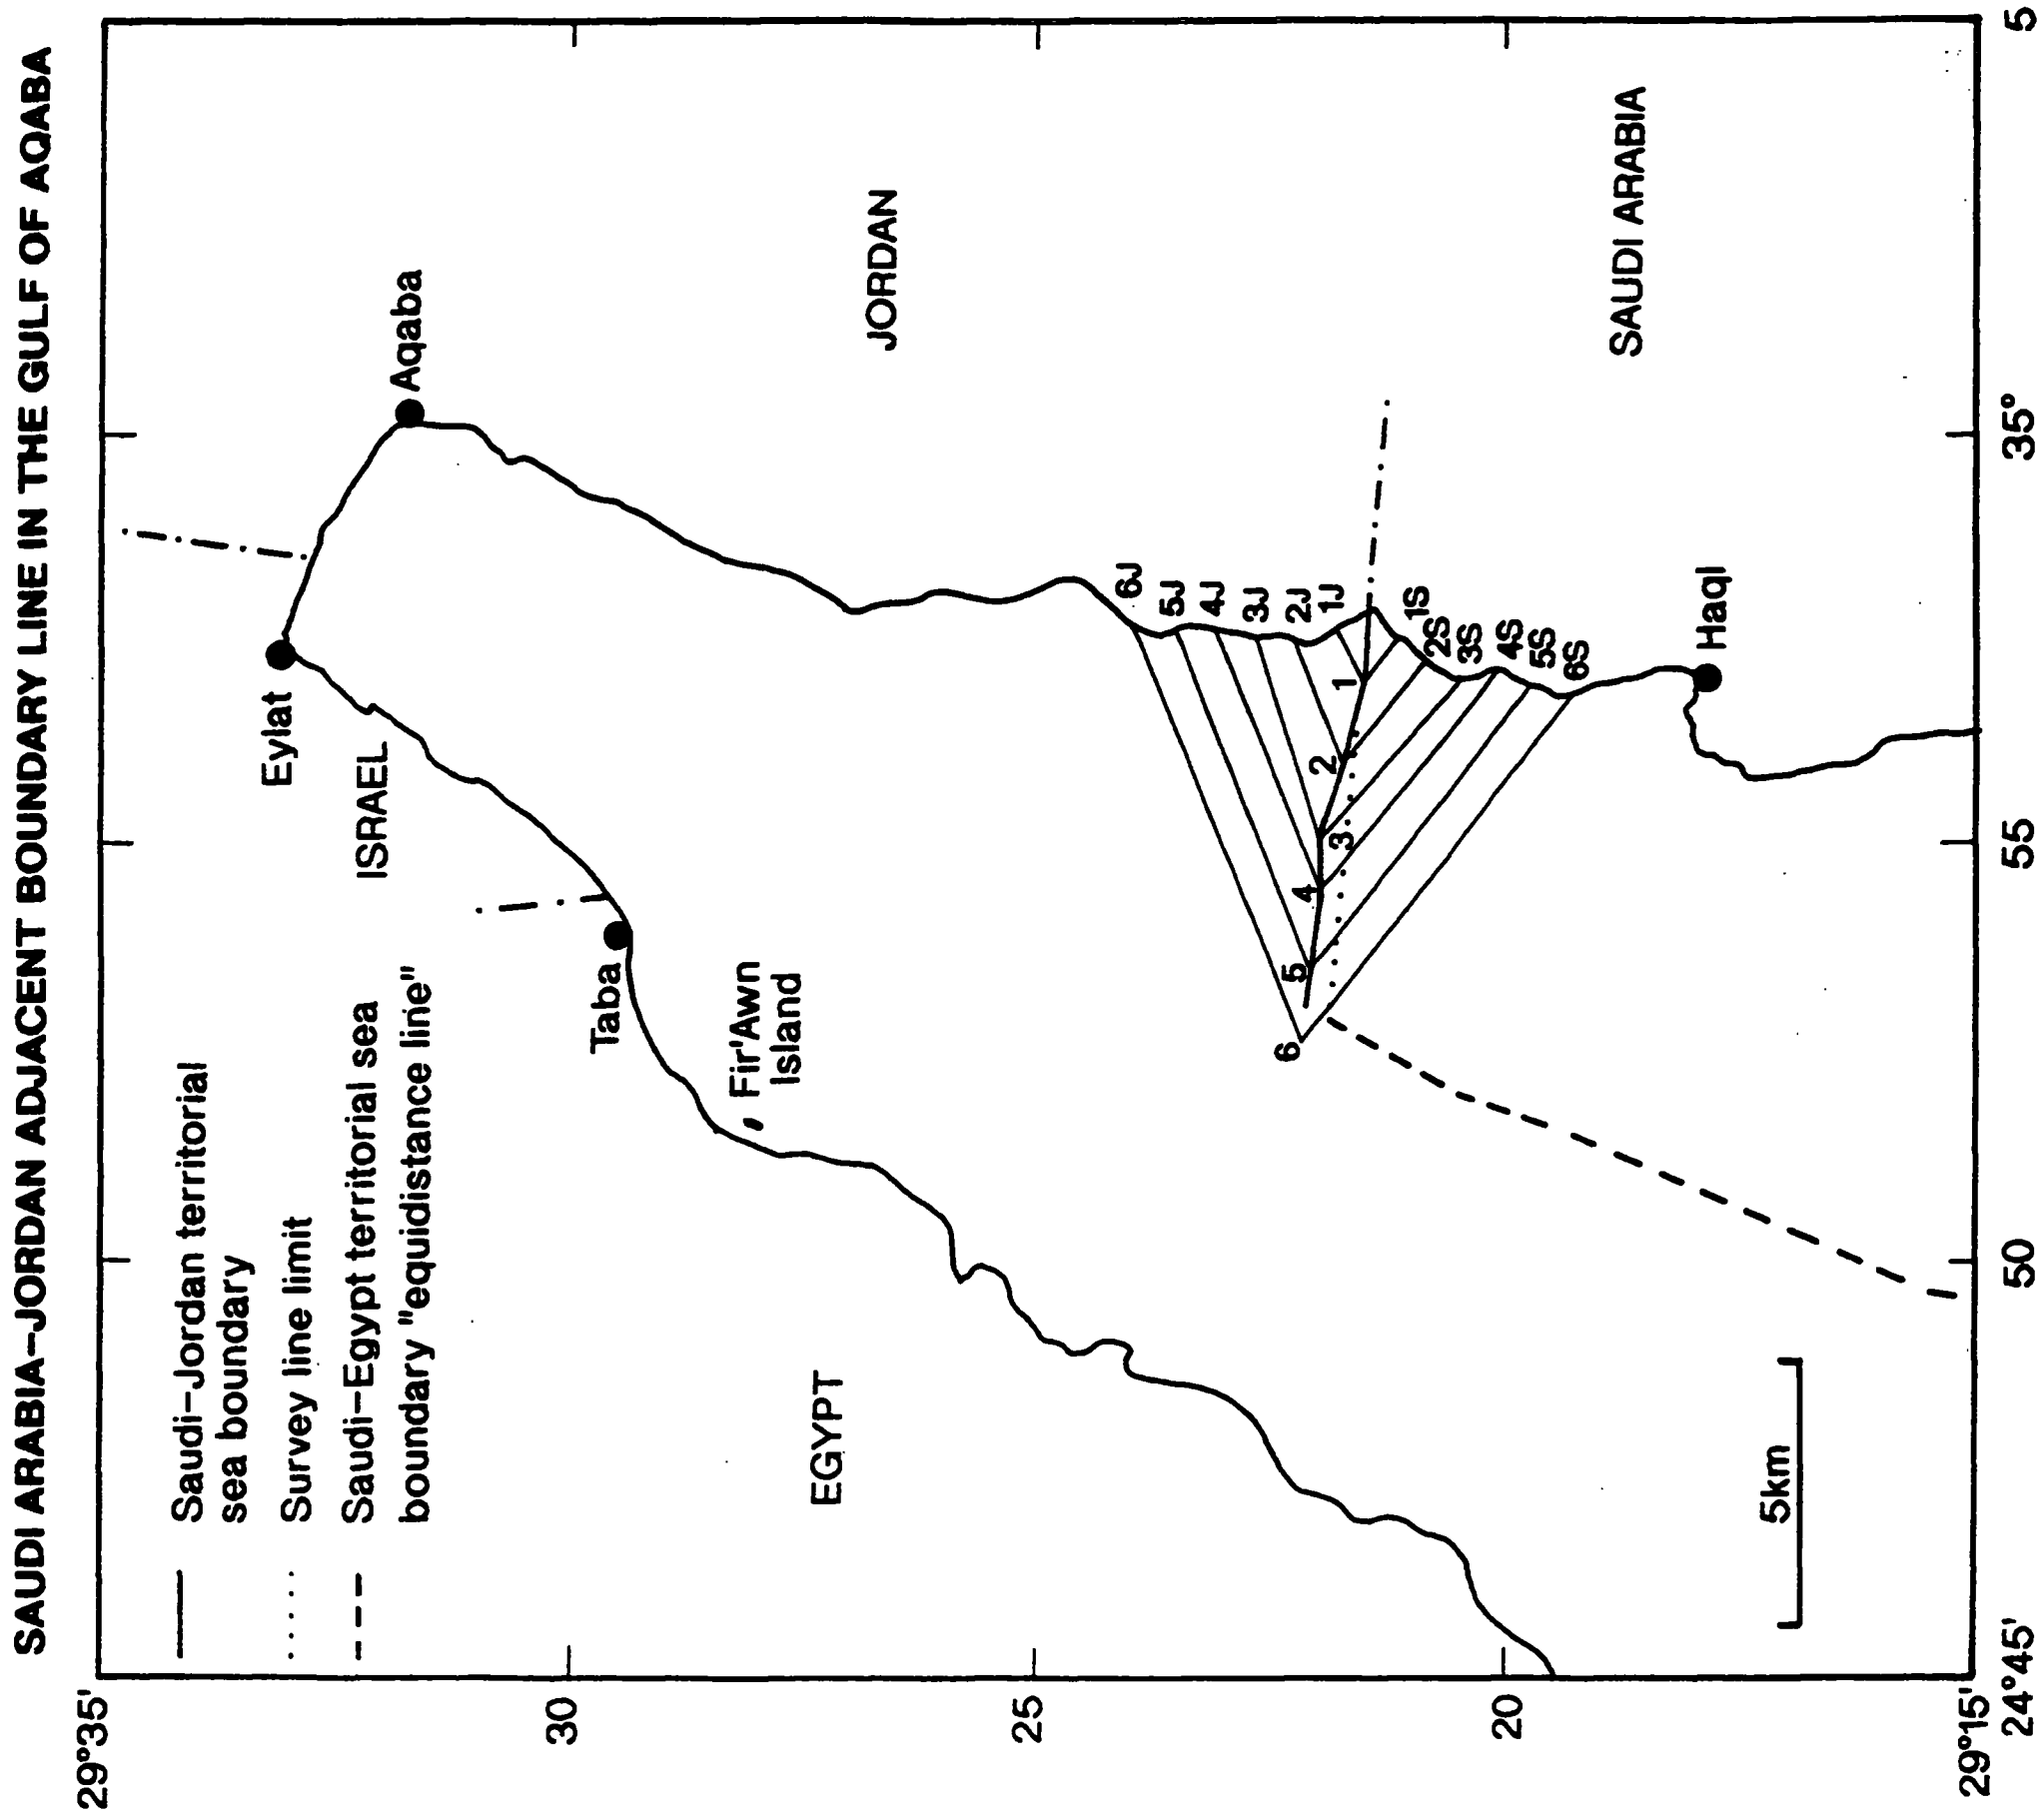 SAUDI ARABIA-JORDAN ADJACENT BOUNDARY LINE IN THE GULF OF AQABA
Saudi-Jordan territorial
sea boundary
Survey line limit
Saudi-Egypt territorial sea
boundary "equidistance line"
Eylat
Aqaba
ISRAEL
Taba
Fir'Awn
Island
EGYPT
JORDAN
SAUDI ARABIA
Haql
6J
5J
4J
3J
2J
1J
1S
2S
3S
4S
5S
6S
1
2
3
4
5
6
5km
29°35'
30
25
20
29°15'
24°45'
50
55
35°
5